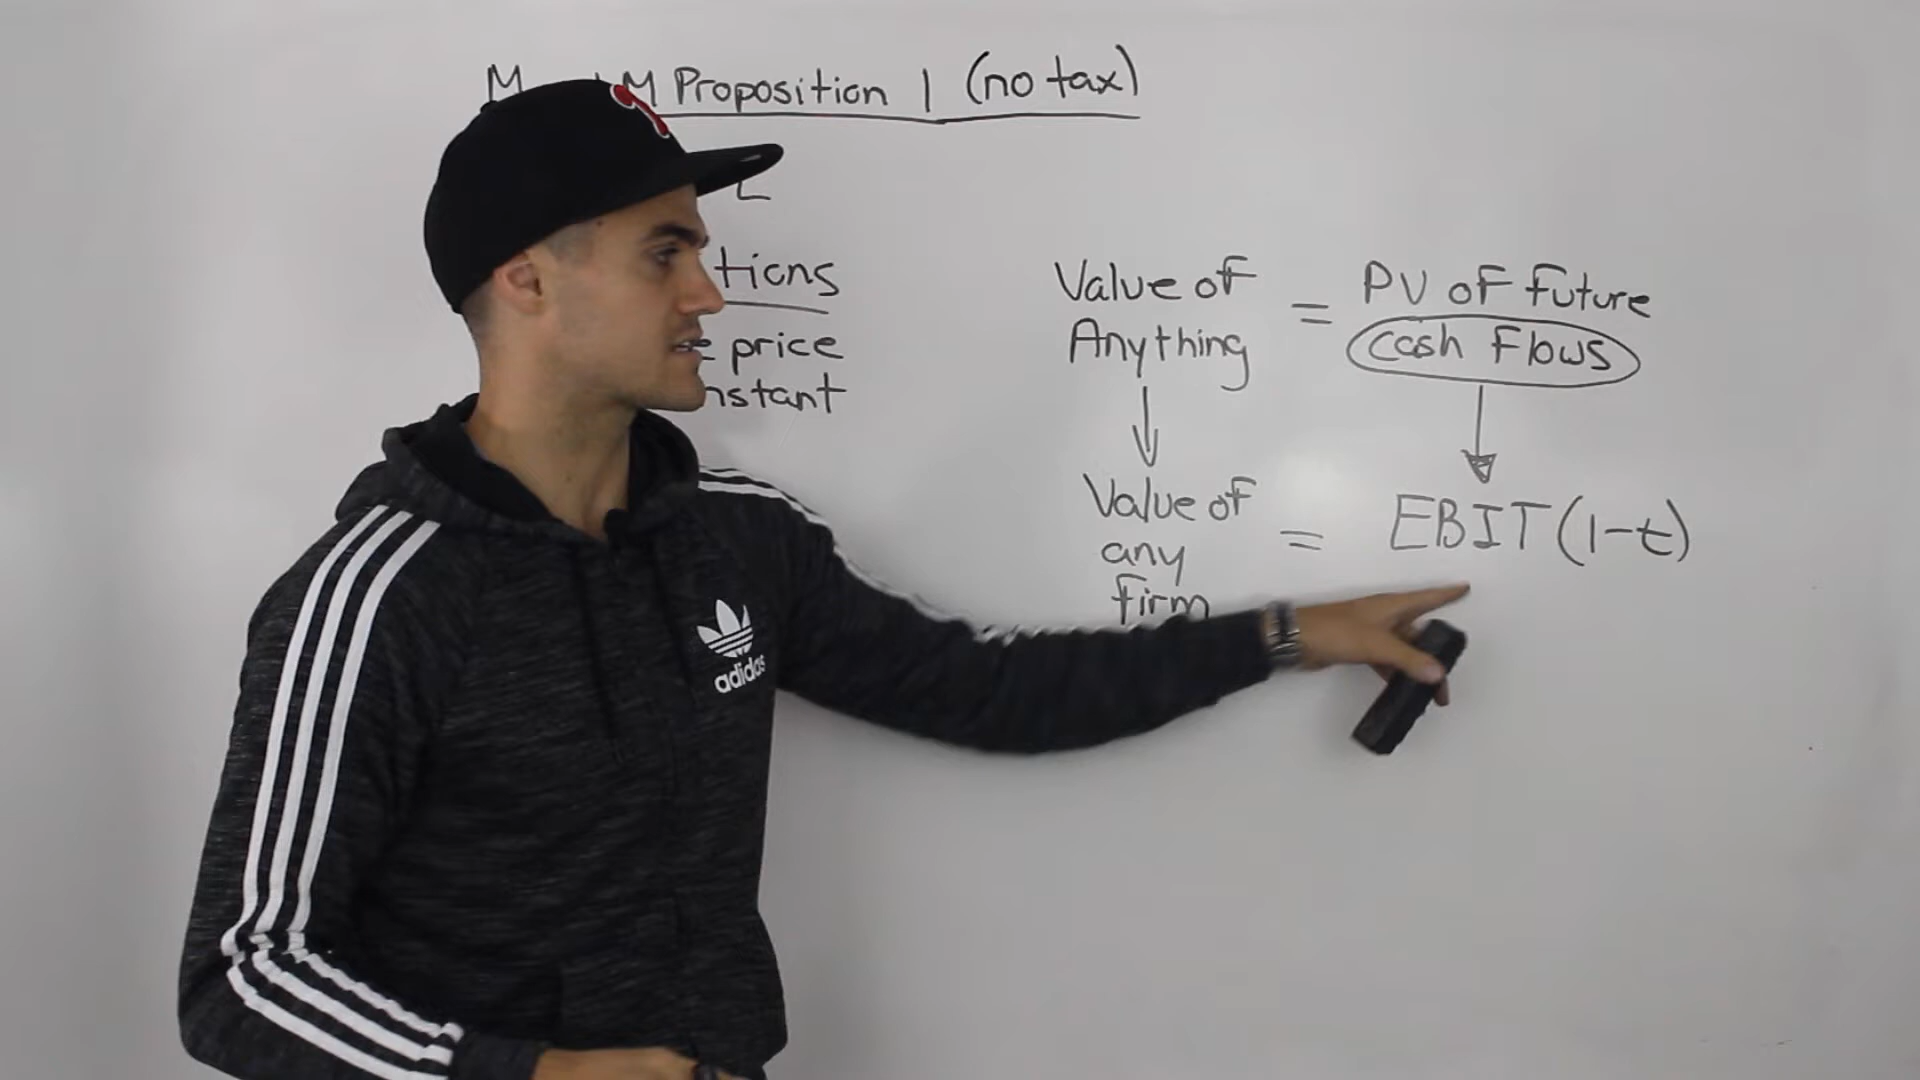 M M Proposition 1 (no tax)
L
tions
price
nstant
Value of
Anything
=
PV of future
cash flows
Value of
any
firm
=
EBIT(1-t)
adidas